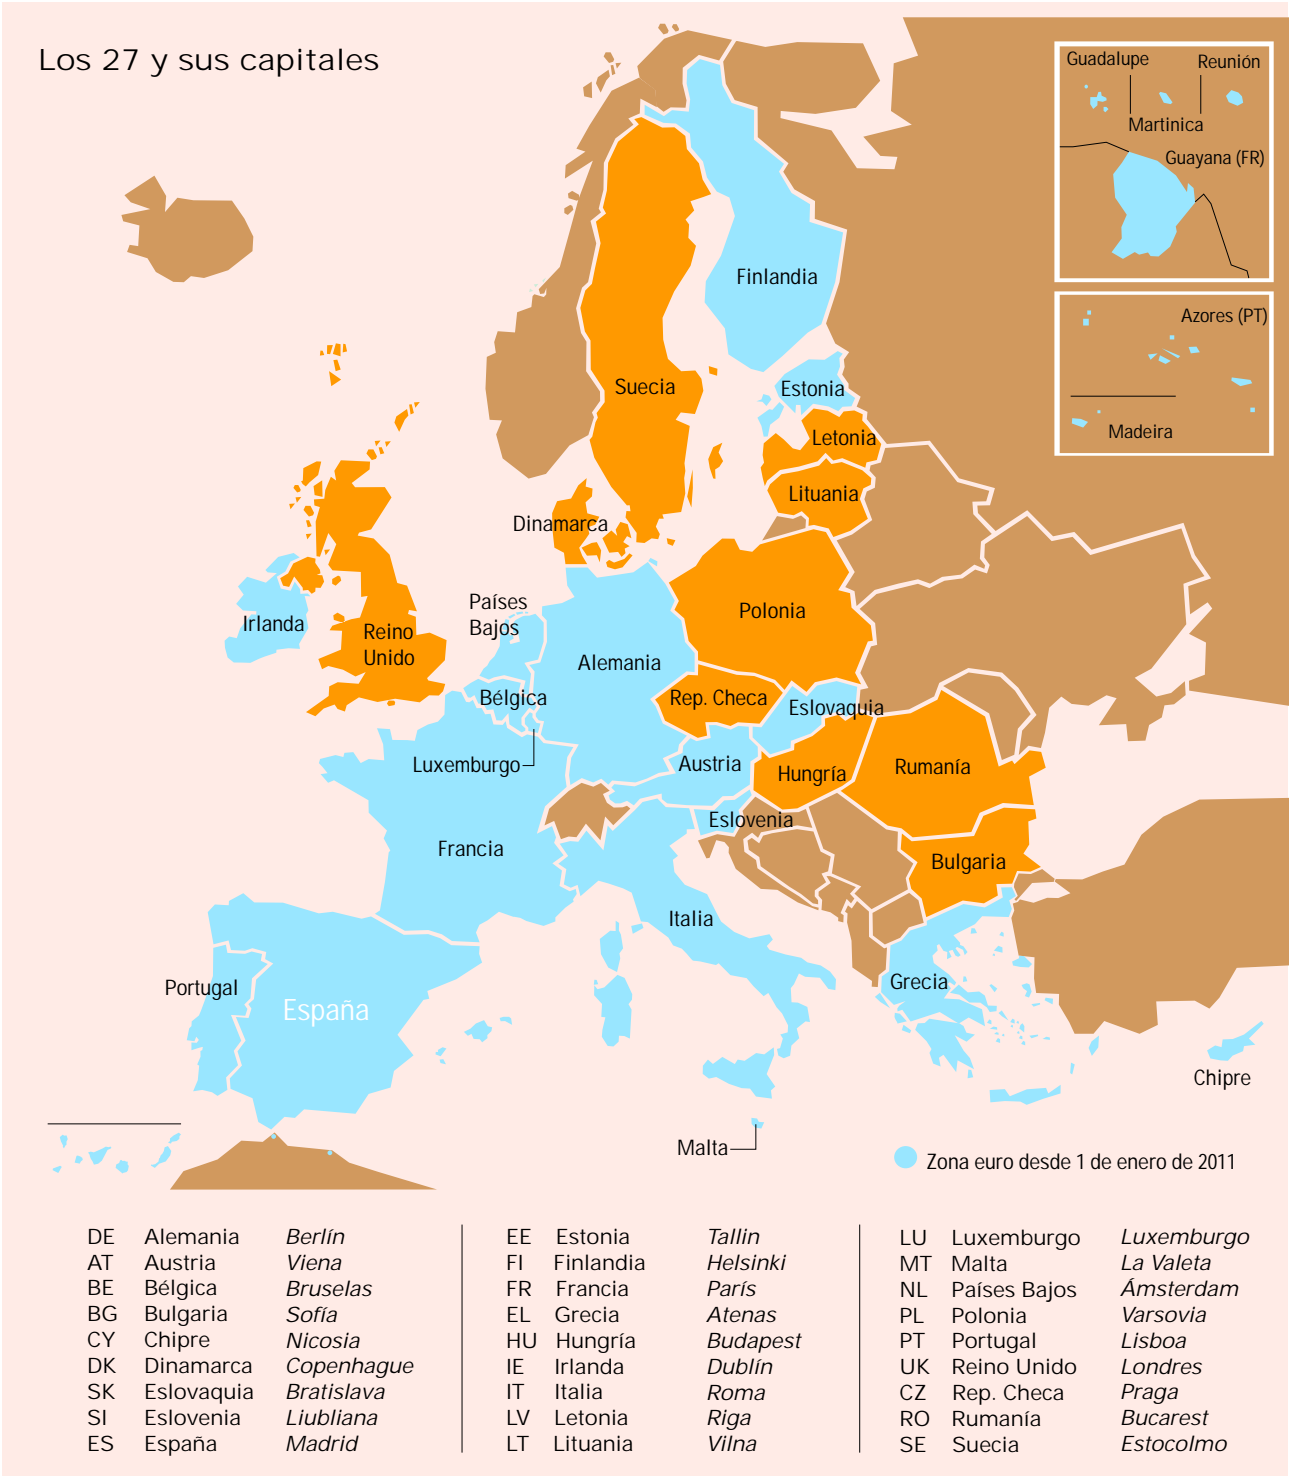 Los 27 y sus capitales
Guadalupe
Reunión
Martinica
Guayana (FR)
Azores (PT)
Madeira
Finlandia
Suecia
Estonia
Letonia
Lituania
Dinamarca
Irlanda
Reino
Unido
Países
Bajos
Polonia
Alemania
Bélgica
Rep. Checa
Eslovaquia
Luxemburgo
Austria
Hungría
Rumanía
Eslovenia
Francia
Bulgaria
Italia
Portugal
España
Grecia
Chipre
Malta
Zona euro desde 1 de enero de 2011
DE Alemania Berlín
AT Austria Viena
BE Bélgica Bruselas
BG Bulgaria Sofía
CY Chipre Nicosia
DK Dinamarca Copenhague
SK Eslovaquia Bratislava
SI Eslovenia Liubliana
ES España Madrid
EE Estonia Tallin
FI Finlandia Helsinki
FR Francia París
EL Grecia Atenas
HU Hungría Budapest
IE Irlanda Dublín
IT Italia Roma
LV Letonia Riga
LT Lituania Vilna
LU Luxemburgo Luxemburgo
MT Malta La Valeta
NL Países Bajos Ámsterdam
PL Polonia Varsovia
PT Portugal Lisboa
UK Reino Unido Londres
CZ Rep. Checa Praga
RO Rumanía Bucarest
SE Suecia Estocolmo